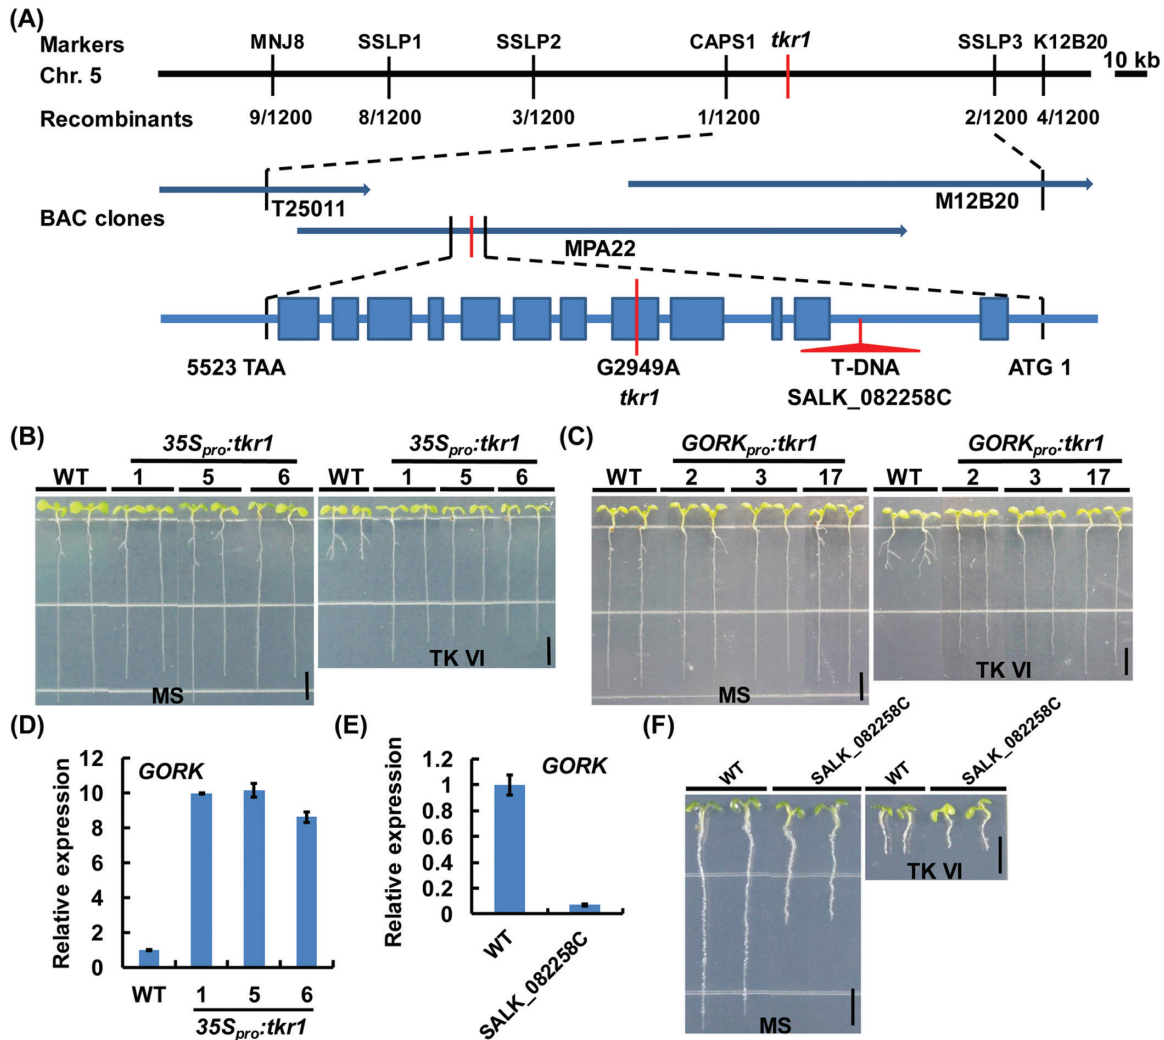 (A)
Markers MNJ8 SSLP1 SSLP2 CAPS1 tkr1 SSLP3 K12B20
Chr. 5 10 kb
Recombinants 9/1200 8/1200 3/1200 1/1200 2/1200 4/1200
T25011 M12B20
BAC clones
MPA22
5523 TAA G2949A T-DNA ATG 1
tkr1 SALK_082258C
(B) 35Spro:tkr1 35Spro:tkr1
WT 1 5 6 WT 1 5 6
MS TK VI
(C) GORKpro:tkr1 GORKpro:tkr1
WT 2 3 17 WT 2 3 17
MS TK VI
(D)
Relative expression
GORK
12
10
8
6
4
2
0
WT 1 5 6
35Spro:tkr1
(E)
Relative expression
GORK
1.2
1
0.8
0.6
0.4
0.2
0
WT SALK_082258C
(F)
WT SALK_082258C WT SALK_082258C
TK VI
MS